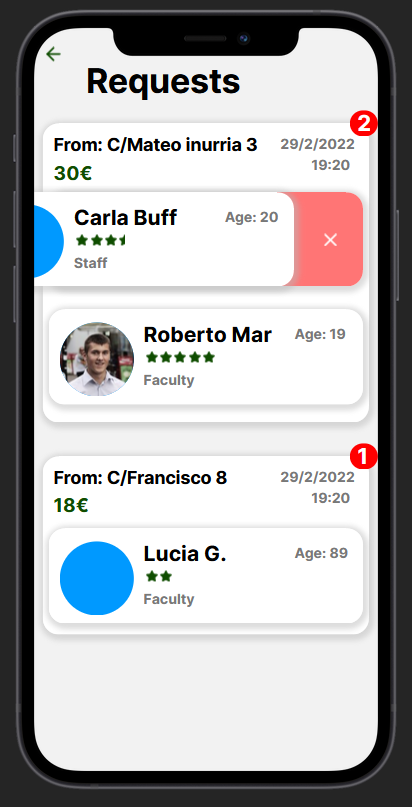 Requests
2
From: C/Mateo inurria 3
29/2/2022
19:20
30€
Carla Buff
Age: 20
Staff
Roberto Mar
Age: 19
Faculty
1
From: C/Francisco 8
29/2/2022
19:20
18€
Lucia G.
Age: 89
Faculty